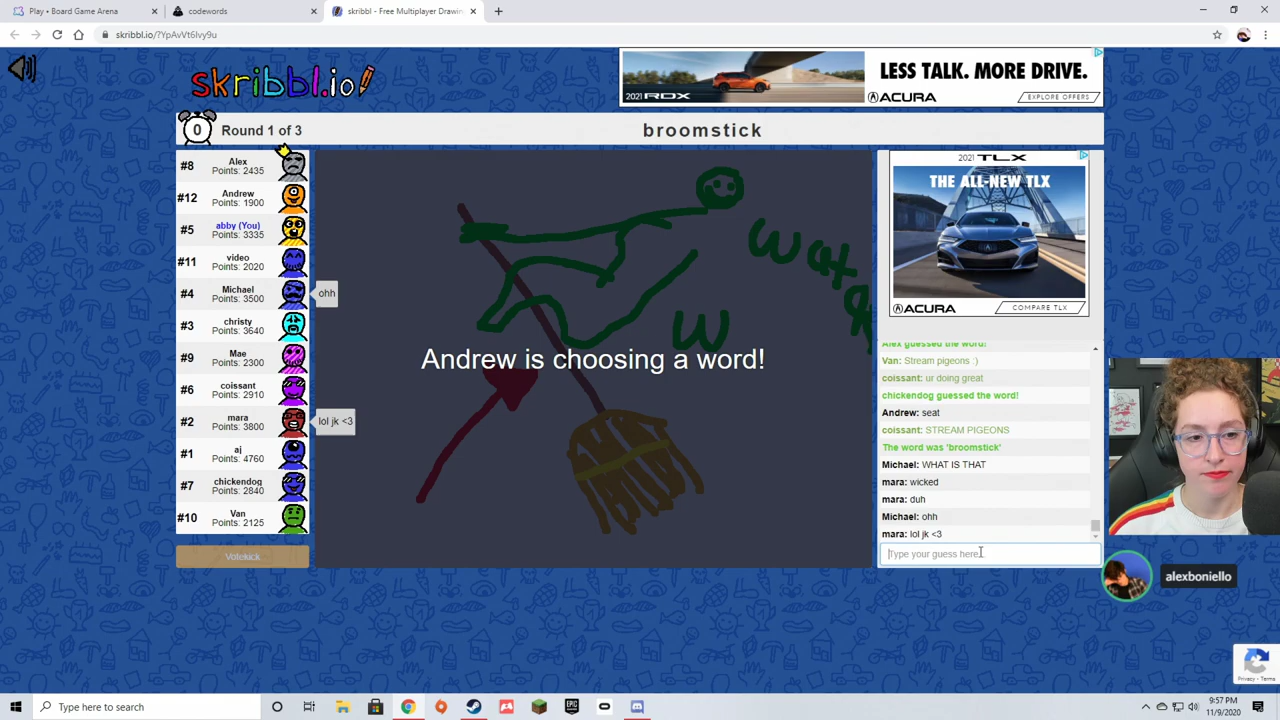 Play • Board Game Arena
codewords
skribbl - Free Multiplayer Drawin
skribbl.io/?YpAvVt6Ivy9u
skribbl.io
2021 RDX
LESS TALK. MORE DRIVE.
ACURA
EXPLORE OFFERS
0
Round 1 of 3
broomstick
#8
Alex
Points: 2435
#12
Andrew
Points: 1900
#5
abby (You)
Points: 3335
#11
video
Points: 2020
#4
Michael
Points: 3500
ohh
#3
christy
Points: 3640
#9
Mae
Points: 2300
#6
coissant
Points: 2910
#2
mara
Points: 3800
lol jk <3
#1
aj
Points: 4760
#7
chickendog
Points: 2840
#10
Van
Points: 2125
Votekick
W
Andrew is choosing a word!
2021 TLX
THE ALL-NEW TLX
ACURA
COMPARE TLX
Alex guessed the word!
Van: Stream pigeons :)
coissant: ur doing great
chickendog guessed the word!
Andrew: seat
coissant: STREAM PIGEONS
The word was 'broomstick'
Michael: WHAT IS THAT
mara: wicked
mara: duh
Michael: ohh
mara: lol jk <3
Type your guess here...
alexboniello
Privacy - Terms
Type here to search
EPIC
9:57 PM
11/9/2020